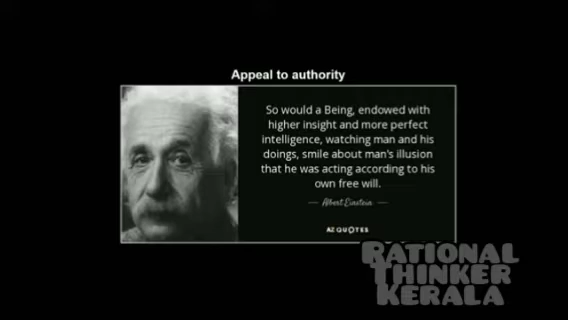 Appeal to authority
So would a Being, endowed with
higher insight and more perfect
intelligence, watching man and his
doings, smile about man's illusion
that he was acting according to his
own free will.
— Albert Einstein —
AZ QUOTES
RATIONAL
THINKER
KERALA